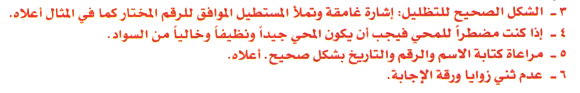 ٣ ـ الشكل الصحيح للتظليل: إشارة غامقة وتملأ المستطيل الموافق للرقم المختار كما في المثال أعلاه.
٤ ـ إذا كنت مضطراً للمحي فيجب أن يكون المحي جيداً ونظيفاً وخالياً من السواد.
٥ ـ مراعاة كتابة الاسم والرقم والتاريخ بشكل صحيح. أعلاه.
٦ ـ عدم ثني زوايا ورقة الإجابة.